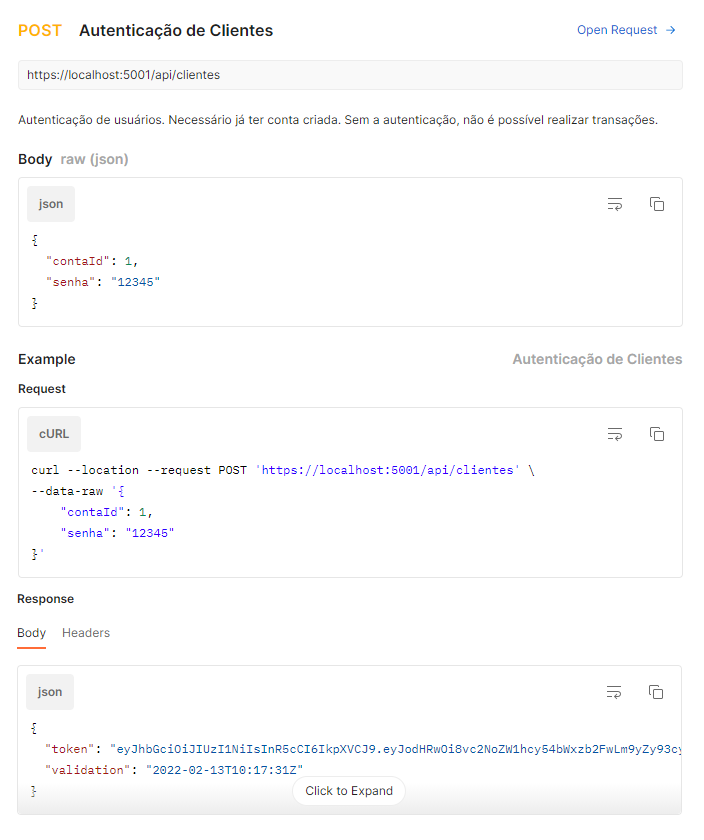 POST Autenticação de Clientes Open Request →
https://localhost:5001/api/clientes
Autenticação de usuários. Necessário já ter conta criada. Sem a autenticação, não é possível realizar transações.
Body raw (json)
json
{
"contaId": 1,
"senha": "12345"
}
Example Autenticação de Clientes
Request
cURL
curl --location --request POST 'https://localhost:5001/api/clientes' \
--data-raw '{
"contaId": 1,
"senha": "12345"
}'
Response
Body Headers
json
{
"token": "eyJhbGciOiJIUzI1NiIsInR5cCI6IkpXVCJ9.eyJodHRwOi8vc2NoZW1hcy54bWxzb2FwLm9yZy93cy
"validation": "2022-02-13T10:17:31Z"
}
Click to Expand